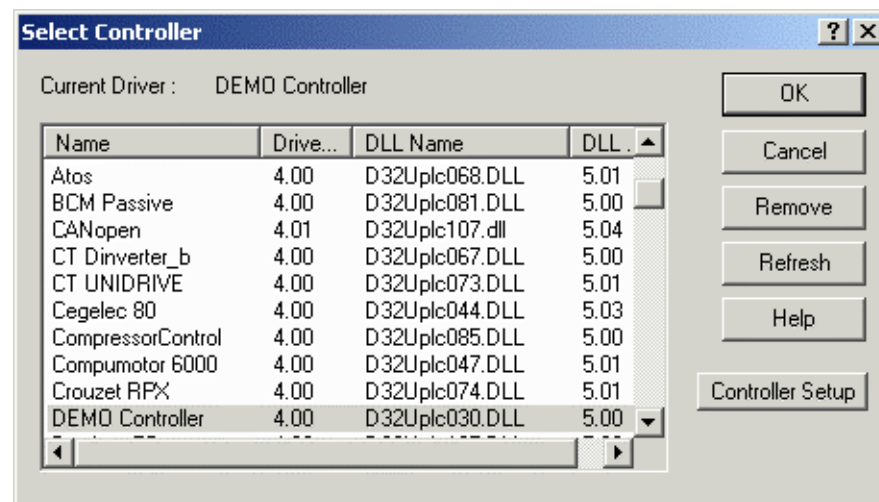 Select Controller
Current Driver : DEMO Controller
Name Drive... DLL Name DLL .
Atos 4.00 D32Uplc068.DLL 5.01
BCM Passive 4.00 D32Uplc081.DLL 5.00
CANopen 4.01 D32Uplc107.dll 5.04
CT Dinverter_b 4.00 D32Uplc067.DLL 5.00
CT UNIDRIVE 4.00 D32Uplc073.DLL 5.01
Cegelec 80 4.00 D32Uplc044.DLL 5.03
CompressorControl 4.00 D32Uplc085.DLL 5.00
Compumotor 6000 4.00 D32Uplc047.DLL 5.01
Crouzet RPX 4.00 D32Uplc074.DLL 5.01
DEMO Controller 4.00 D32Uplc030.DLL 5.00
OK
Cancel
Remove
Refresh
Help
Controller Setup